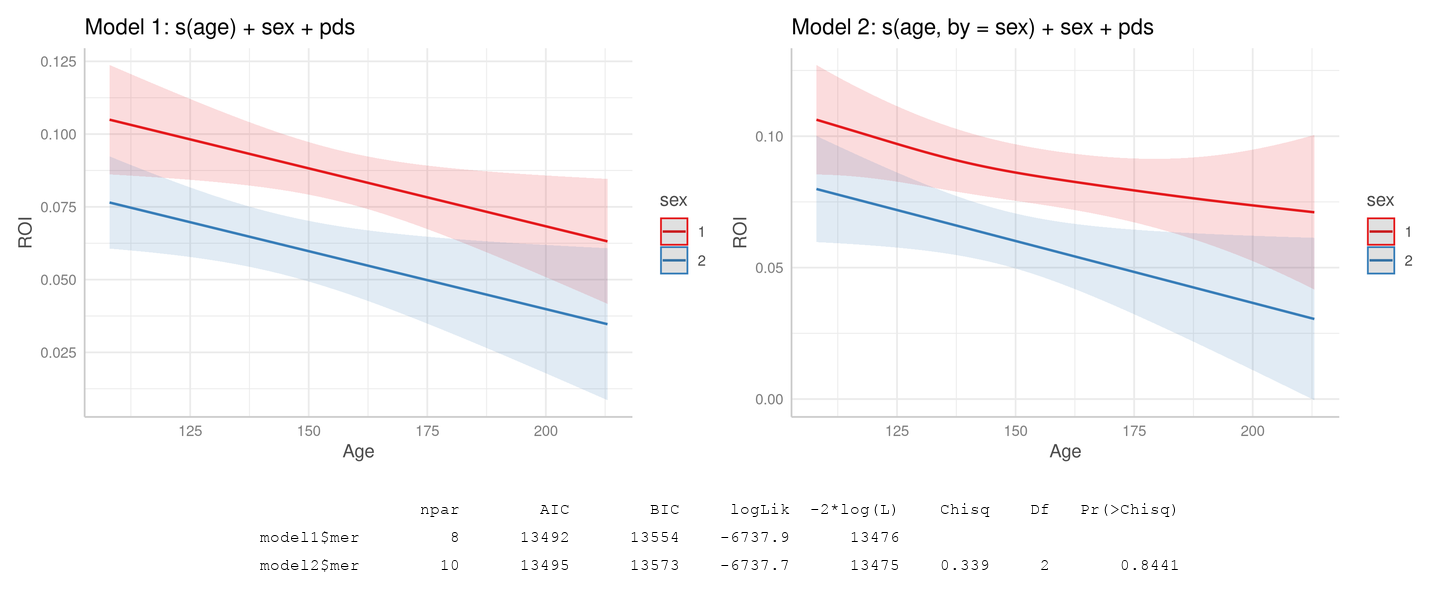 Model 1: s(age) + sex + pds
0.125
0.100
0.075
0.050
0.025
ROI
125 150 175 200
Age
sex
1
2
Model 2: s(age, by = sex) + sex + pds
0.10
0.05
0.00
ROI
125 150 175 200
Age
sex
1
2
npar AIC BIC logLik -2*log(L) Chisq Df Pr(>Chisq)
model1$mer 8 13492 13554 -6737.9 13476
model2$mer 10 13495 13573 -6737.7 13475 0.339 2 0.8441